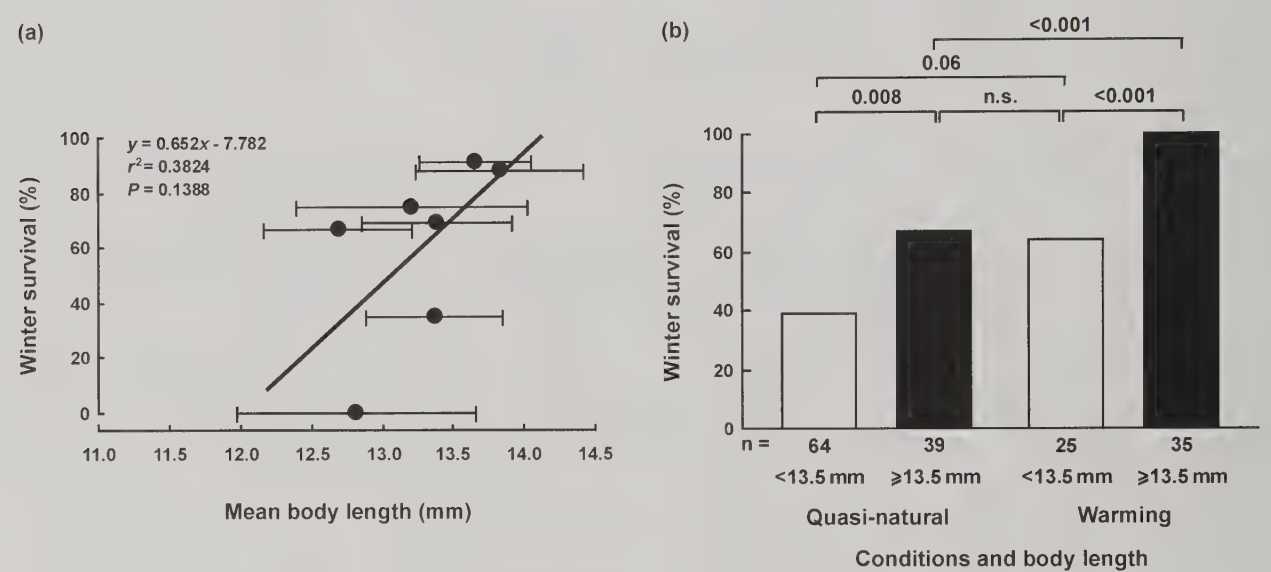 (a)
y = 0.652x - 7.782
r² = 0.3824
P = 0.1388
Winter survival (%)
100
80
60
40
20
0
11.0 11.5 12.0 12.5 13.0 13.5 14.0 14.5
Mean body length (mm)
(b)
<0.001
0.06
0.008 n.s. <0.001
Winter survival (%)
100
80
60
40
20
0
n = 64 39 25 35
<13.5 mm ⩾13.5 mm <13.5 mm ⩾13.5 mm
Quasi-natural Warming
Conditions and body length